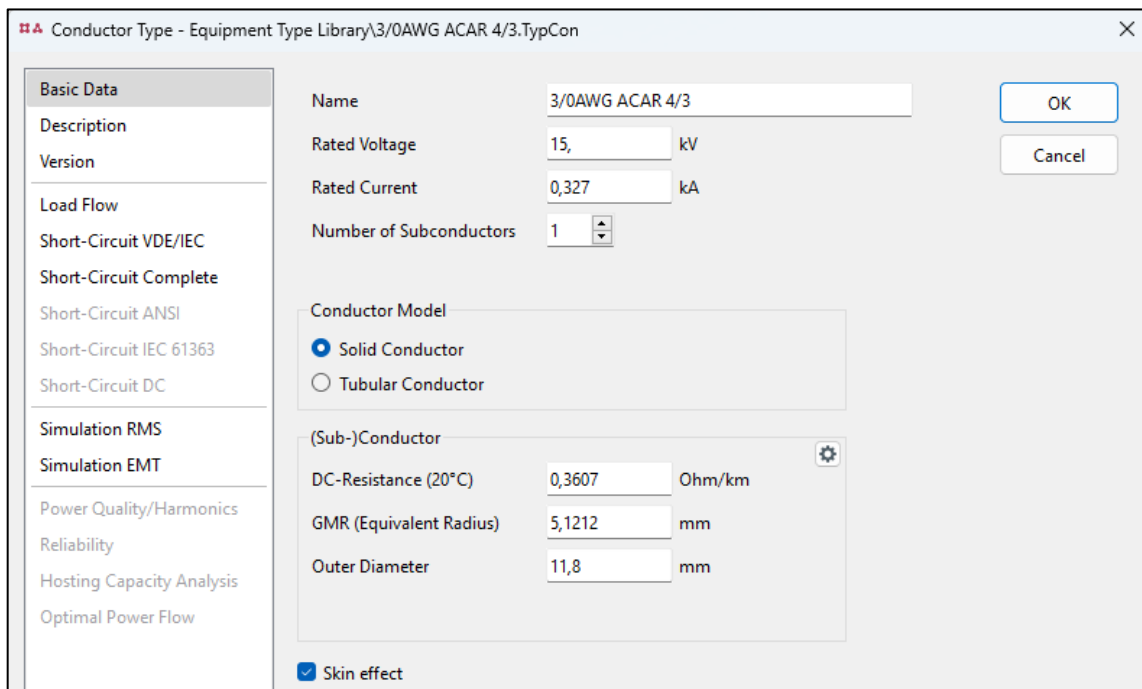 Conductor Type - Equipment Type Library\3/0AWG ACAR 4/3.TypCon
Basic Data
Description
Version
Load Flow
Short-Circuit VDE/IEC
Short-Circuit Complete
Short-Circuit ANSI
Short-Circuit IEC 61363
Short-Circuit DC
Simulation RMS
Simulation EMT
Power Quality/Harmonics
Reliability
Hosting Capacity Analysis
Optimal Power Flow
Name 3/0AWG ACAR 4/3
Rated Voltage 15, kV
Rated Current 0,327 kA
Number of Subconductors 1
Conductor Model
Solid Conductor
Tubular Conductor
(Sub-)Conductor
DC-Resistance (20°C) 0,3607 Ohm/km
GMR (Equivalent Radius) 5,1212 mm
Outer Diameter 11,8 mm
Skin effect
OK
Cancel